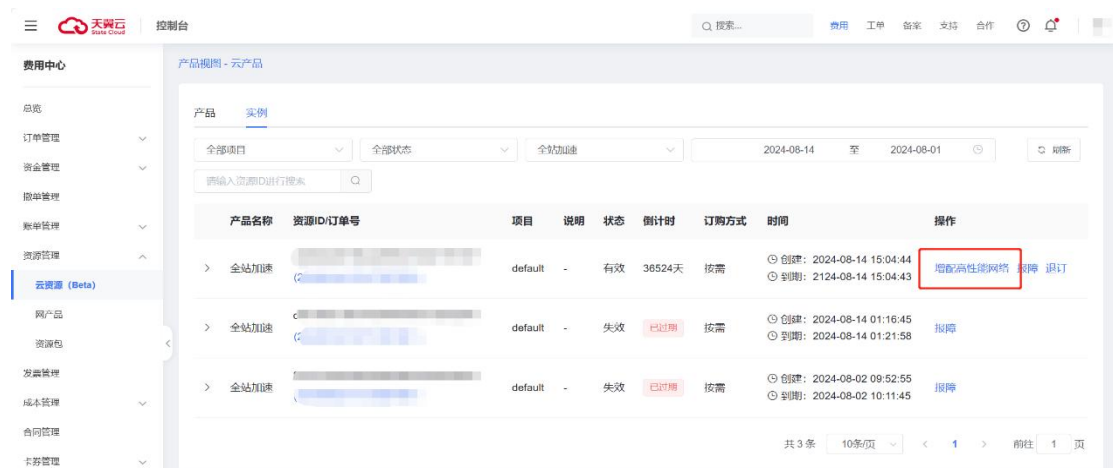 天翼云 State Cloud 控制台 搜索... 费用 工单 备案 支持 合作
费用中心
产品视图 - 云产品
总览
产品 实例
订单管理
全部项目 全部状态 全站加速 2024-08-14 至 2024-08-01 刷新
资金管理
请输入资源ID进行搜索
撤单管理
产品名称 资源ID/订单号 项目 说明 状态 倒计时 订购方式 时间 操作
账单管理
资源管理
全站加速 (2 default - 有效 36524天 按需 创建：2024-08-14 15:04:44 增配高性能网络 报障 退订
到期：2124-08-14 15:04:43
云资源 (Beta)
网产品
全站加速 default - 失效 已过期 按需 创建：2024-08-14 01:16:45 报障
到期：2024-08-14 01:21:58
资源包
发票管理
全站加速 default - 失效 已过期 按需 创建：2024-08-02 09:52:55 报障
到期：2024-08-02 10:11:45
成本管理
合同管理
共 3 条 10条/页 1 前往 1 页
卡券管理